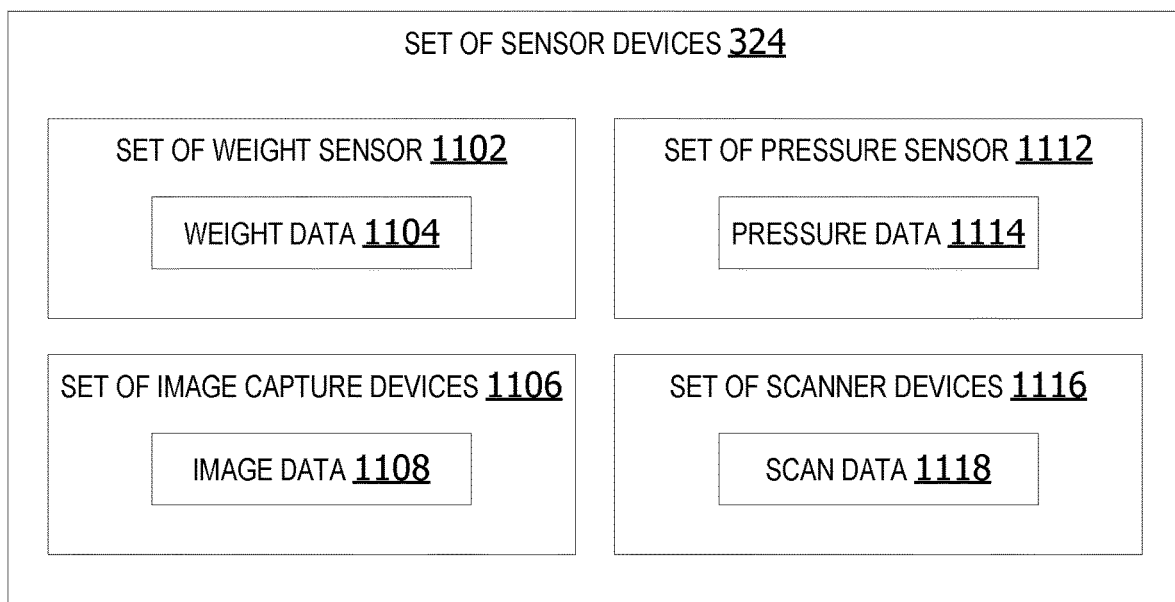 SET OF SENSOR DEVICES 324
SET OF WEIGHT SENSOR 1102
WEIGHT DATA 1104
SET OF PRESSURE SENSOR 1112
PRESSURE DATA 1114
SET OF IMAGE CAPTURE DEVICES 1106
IMAGE DATA 1108
SET OF SCANNER DEVICES 1116
SCAN DATA 1118